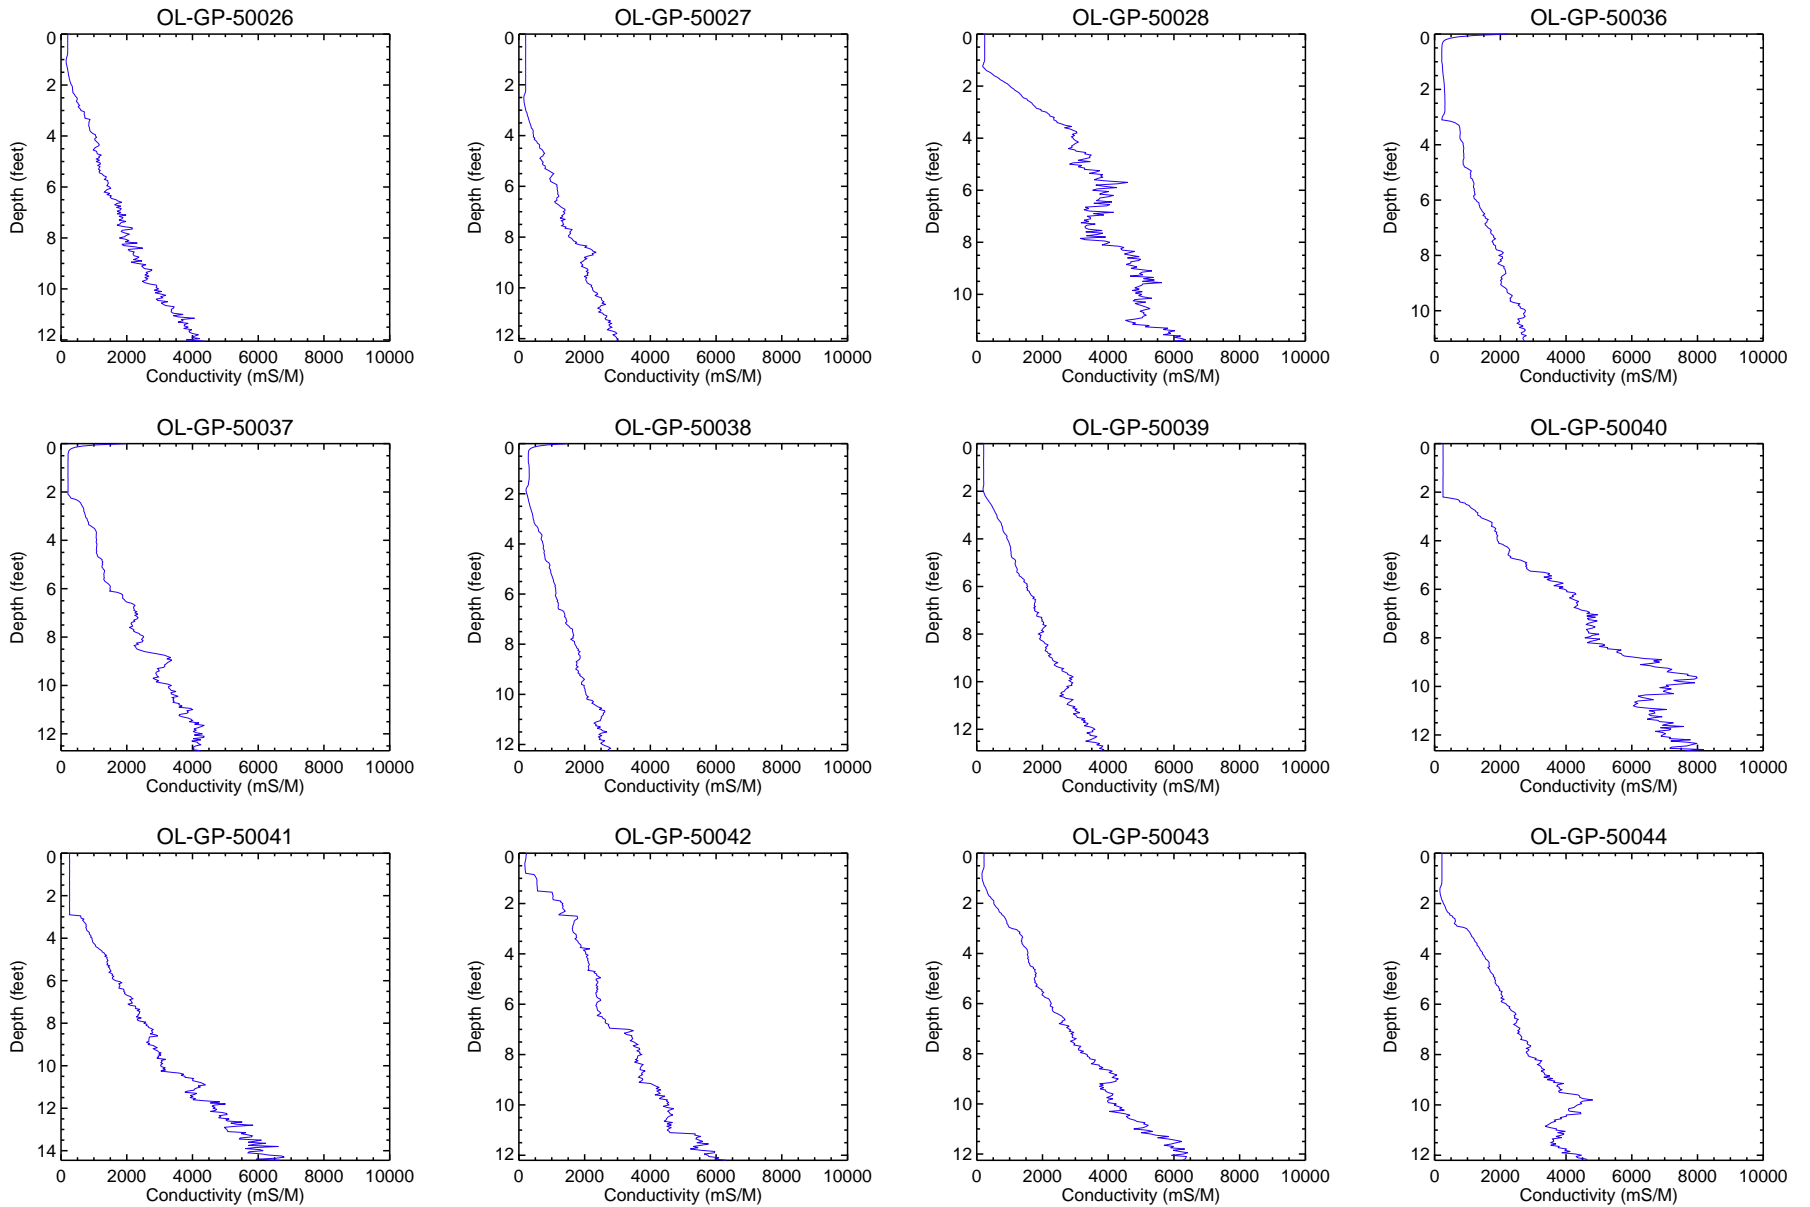 OL-GP-50026
0
2
4
6
8
10
12
Depth (feet)
0 2000 4000 6000 8000 10000
Conductivity (mS/M)
OL-GP-50027
0
2
4
6
8
10
12
Depth (feet)
0 2000 4000 6000 8000 10000
Conductivity (mS/M)
OL-GP-50028
0
2
4
6
8
10
Depth (feet)
0 2000 4000 6000 8000 10000
Conductivity (mS/M)
OL-GP-50036
0
2
4
6
8
10
Depth (feet)
0 2000 4000 6000 8000 10000
Conductivity (mS/M)
OL-GP-50037
0
2
4
6
8
10
12
Depth (feet)
0 2000 4000 6000 8000 10000
Conductivity (mS/M)
OL-GP-50038
0
2
4
6
8
10
12
Depth (feet)
0 2000 4000 6000 8000 10000
Conductivity (mS/M)
OL-GP-50039
0
2
4
6
8
10
12
Depth (feet)
0 2000 4000 6000 8000 10000
Conductivity (mS/M)
OL-GP-50040
0
2
4
6
8
10
12
Depth (feet)
0 2000 4000 6000 8000 10000
Conductivity (mS/M)
OL-GP-50041
0
2
4
6
8
10
12
14
Depth (feet)
0 2000 4000 6000 8000 10000
Conductivity (mS/M)
OL-GP-50042
0
2
4
6
8
10
12
Depth (feet)
0 2000 4000 6000 8000 10000
Conductivity (mS/M)
OL-GP-50043
0
2
4
6
8
10
12
Depth (feet)
0 2000 4000 6000 8000 10000
Conductivity (mS/M)
OL-GP-50044
0
2
4
6
8
10
12
Depth (feet)
0 2000 4000 6000 8000 10000
Conductivity (mS/M)